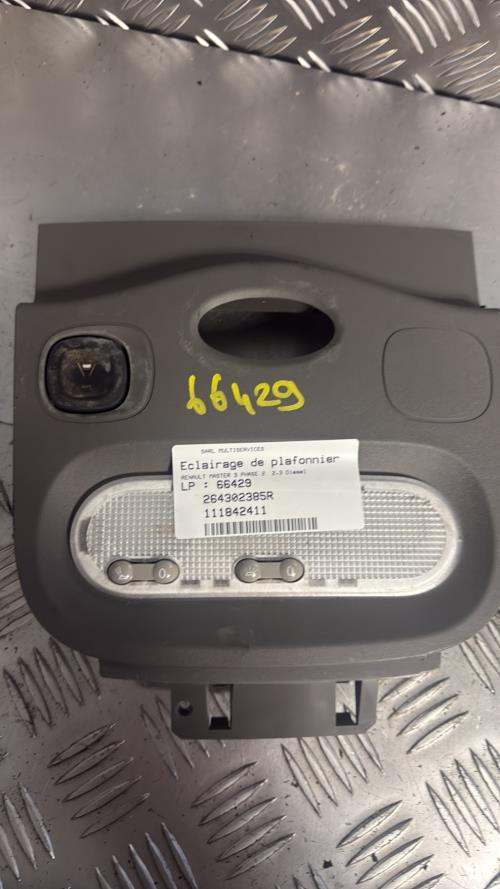 66429
SARL MULTISERVICES
Eclairage de plafonnier
RENAULT MASTER 3 PHASE 2 2-3 Diesel
LP : 66429
264302385R
111842411